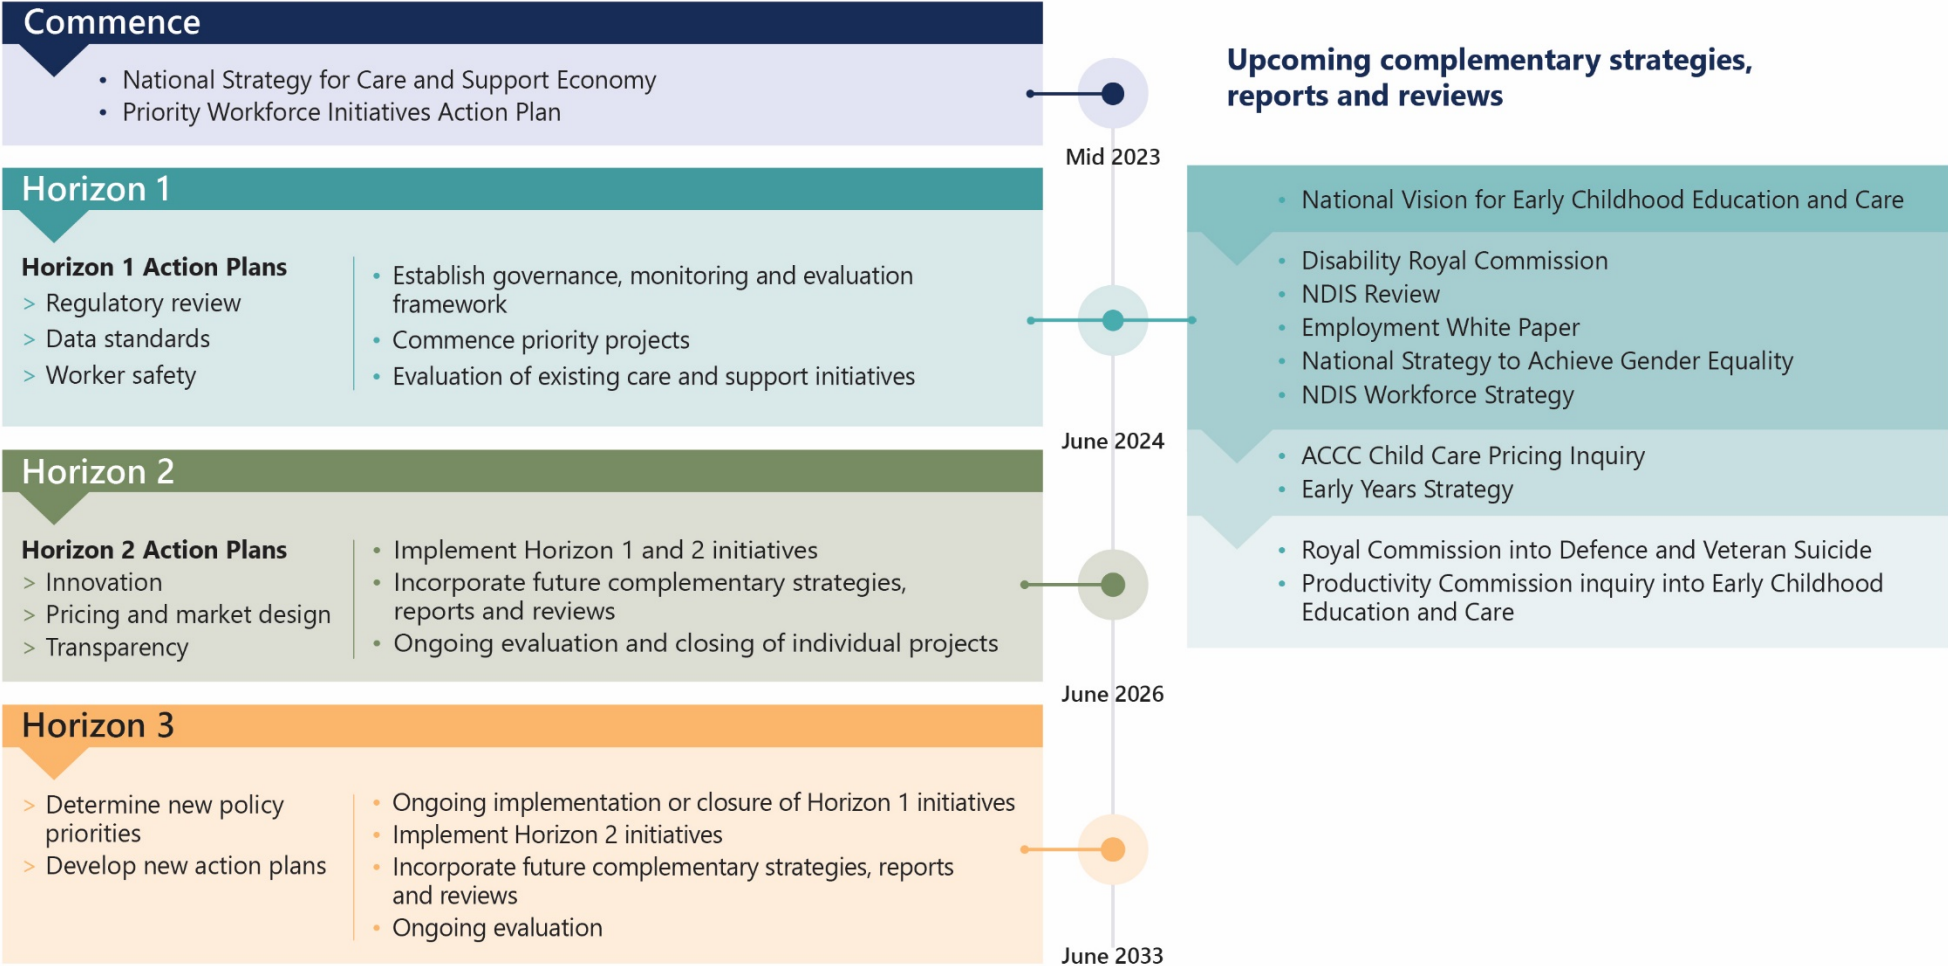 Commence
• National Strategy for Care and Support Economy
• Priority Workforce Initiatives Action Plan
Mid 2023
Horizon 1
Horizon 1 Action Plans
> Regulatory review
> Data standards
> Worker safety
• Establish governance, monitoring and evaluation
framework
• Commence priority projects
• Evaluation of existing care and support initiatives
June 2024
Horizon 2
Horizon 2 Action Plans
> Innovation
> Pricing and market design
> Transparency
• Implement Horizon 1 and 2 initiatives
• Incorporate future complementary strategies,
reports and reviews
• Ongoing evaluation and closing of individual projects
June 2026
Horizon 3
> Determine new policy
priorities
> Develop new action plans
• Ongoing implementation or closure of Horizon 1 initiatives
• Implement Horizon 2 initiatives
• Incorporate future complementary strategies, reports
and reviews
• Ongoing evaluation
June 2033
Upcoming complementary strategies,
reports and reviews
• National Vision for Early Childhood Education and Care
• Disability Royal Commission
• NDIS Review
• Employment White Paper
• National Strategy to Achieve Gender Equality
• NDIS Workforce Strategy
• ACCC Child Care Pricing Inquiry
• Early Years Strategy
• Royal Commission into Defence and Veteran Suicide
• Productivity Commission inquiry into Early Childhood
Education and Care